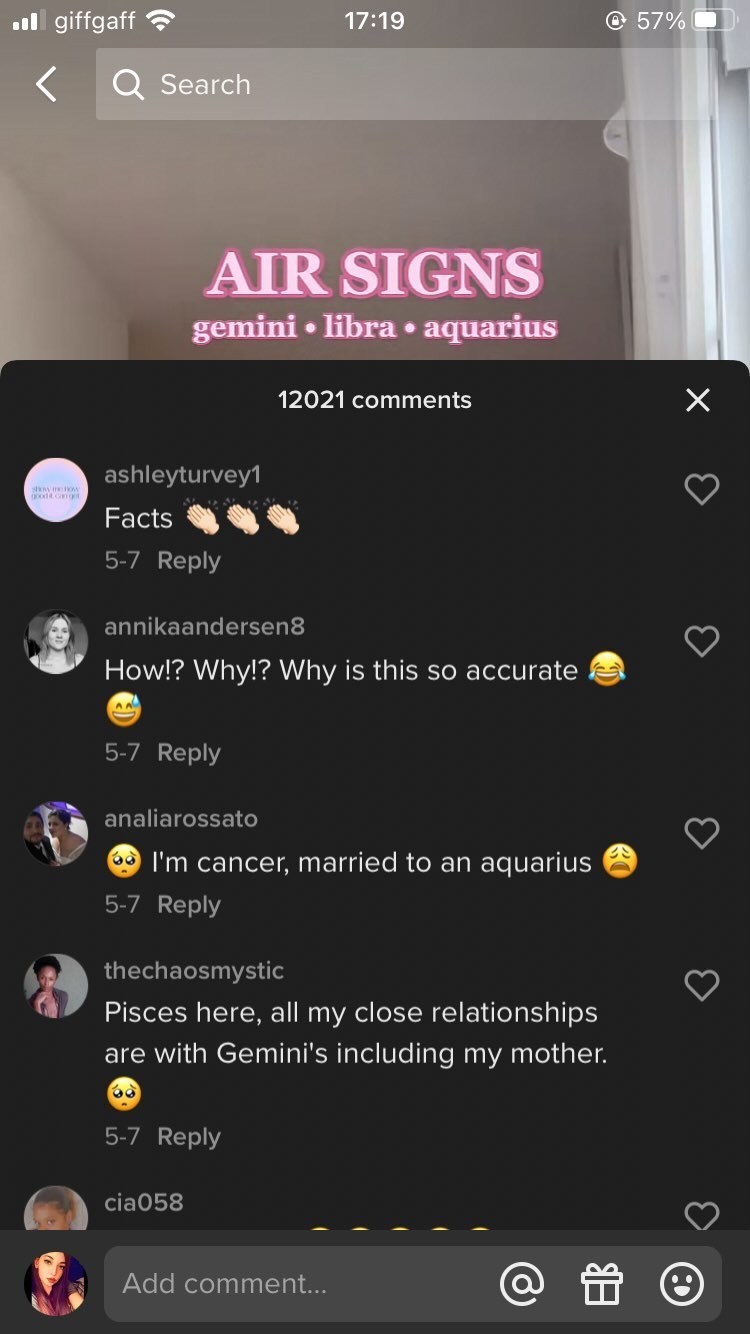 giffgaff 17:19 57%
Search
AIR SIGNS
gemini • libra • aquarius
12021 comments
ashleyturvey1
Facts 👏🏻👏🏻👏🏻
5-7 Reply
annikaandersen8
How!? Why!? Why is this so accurate 😂
😅
5-7 Reply
analiarossato
🥺 I'm cancer, married to an aquarius 😩
5-7 Reply
thechaosmystic
Pisces here, all my close relationships
are with Gemini's including my mother.
🥺
5-7 Reply
cia058
Add comment...